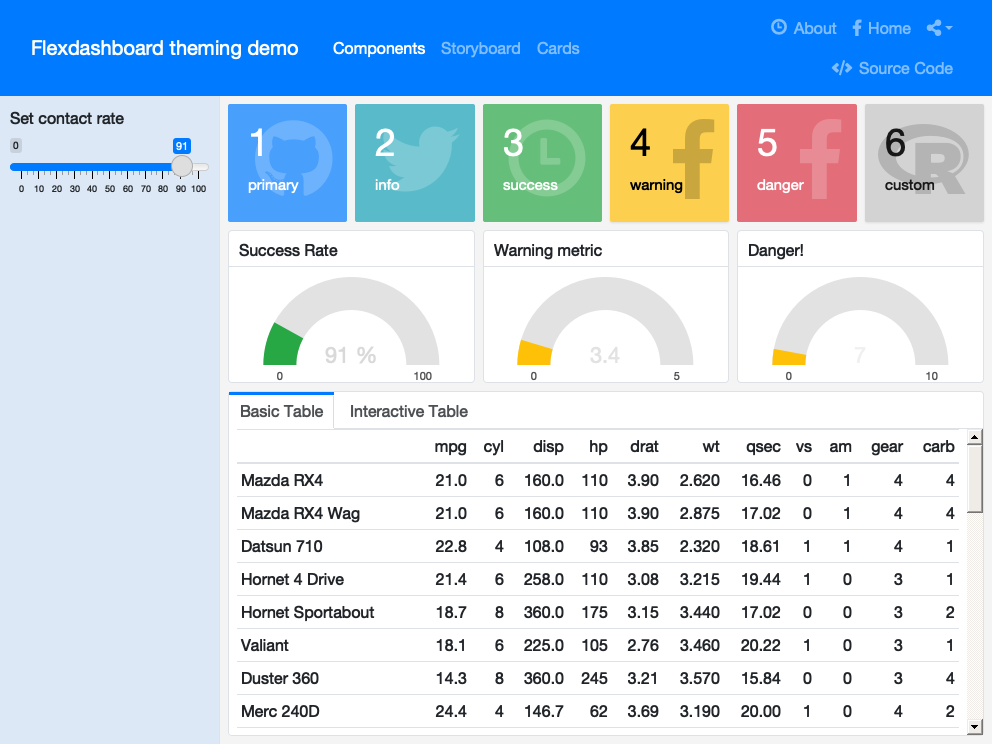 Flexdashboard theming demo
Components Storyboard Cards
About Home
Source Code
Set contact rate
0 91
0 10 20 30 40 50 60 70 80 90 100
1 primary
2 info
3 success
4 warning
5 danger
6 custom
Success Rate
91 %
0 100
Warning metric
3.4
0 5
Danger!
7
0 10
Basic Table Interactive Table
mpg cyl disp hp drat wt qsec vs am gear carb
Mazda RX4 21.0 6 160.0 110 3.90 2.620 16.46 0 1 4 4
Mazda RX4 Wag 21.0 6 160.0 110 3.90 2.875 17.02 0 1 4 4
Datsun 710 22.8 4 108.0 93 3.85 2.320 18.61 1 1 4 1
Hornet 4 Drive 21.4 6 258.0 110 3.08 3.215 19.44 1 0 3 1
Hornet Sportabout 18.7 8 360.0 175 3.15 3.440 17.02 0 0 3 2
Valiant 18.1 6 225.0 105 2.76 3.460 20.22 1 0 3 1
Duster 360 14.3 8 360.0 245 3.21 3.570 15.84 0 0 3 4
Merc 240D 24.4 4 146.7 62 3.69 3.190 20.00 1 0 4 2